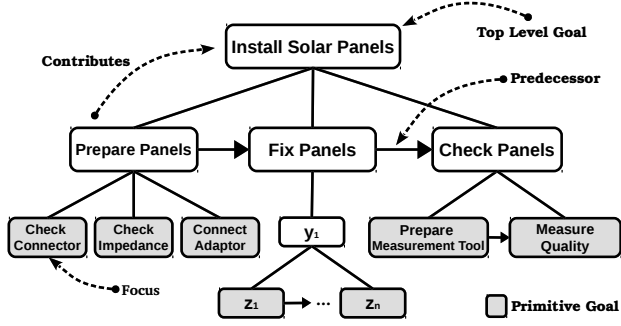 Install Solar Panels
Top Level Goal
Contributes
Predecessor
Prepare Panels
Fix Panels
Check Panels
Check
Connector
Check
Impedance
Connect
Adaptor
y₁
Prepare
Measurement Tool
Measure
Quality
Focus
z₁
...
zₙ
Primitive Goal